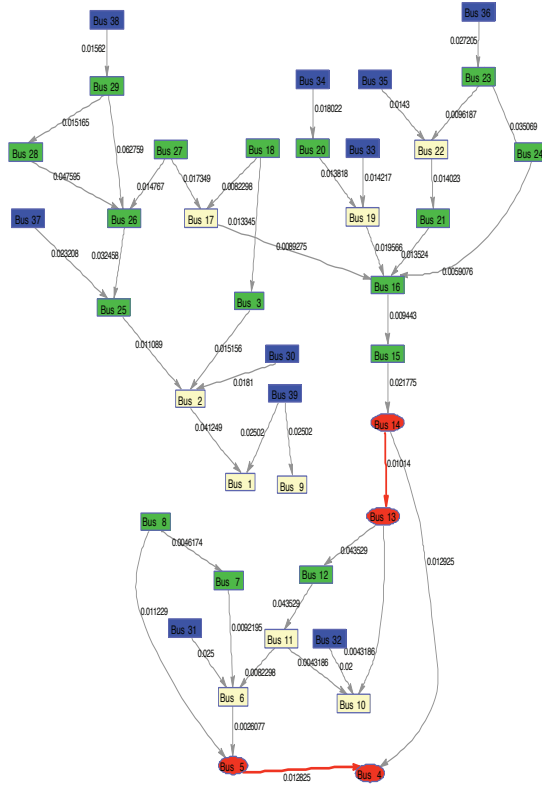 Bus 38
Bus 36
0.01562
0.027205
Bus 29
Bus 34
Bus 35
Bus 23
0.015165
0.062759
0.018022
0.0143
0.0096187
0.035069
Bus 28
Bus 27
Bus 18
Bus 20
Bus 33
Bus 22
Bus 24
0.047595
0.014767
0.017349
0.0082298
0.013818
0.014217
0.014023
Bus 37
Bus 26
Bus 17
0.013345
Bus 19
Bus 21
0.023208
0.032458
0.0089275
0.019566
0.013524
0.0059076
Bus 25
Bus 3
Bus 16
0.011089
0.015156
0.009443
Bus 30
Bus 15
0.0181
0.021775
Bus 2
Bus 39
0.041249
0.02502
0.02502
Bus 14
Bus 1
Bus 9
0.01014
Bus 8
Bus 13
0.0046174
0.043529
0.012925
Bus 7
Bus 12
0.011229
0.0092195
0.043529
Bus 31
Bus 11
Bus 32
0.025
0.0082298
0.0043186
0.0043186
0.02
Bus 6
Bus 10
0.0026077
Bus 5
Bus 4
0.012825